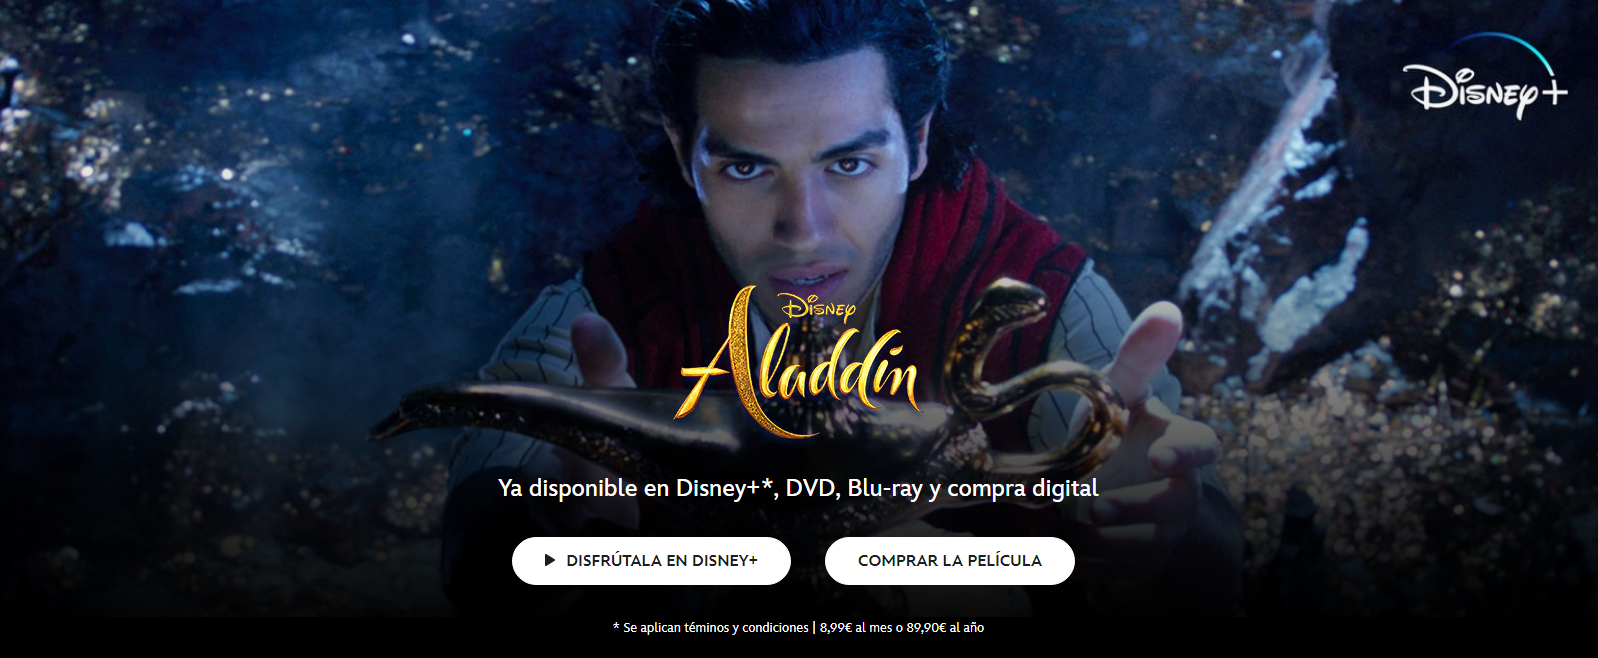 Disney+
Disney
Aladdin
Ya disponible en Disney+*, DVD, Blu-ray y compra digital
DISFRÚTALA EN DISNEY+
COMPRAR LA PELÍCULA
* Se aplican téminos y condiciones | 8,99€ al mes o 89,90€ al año